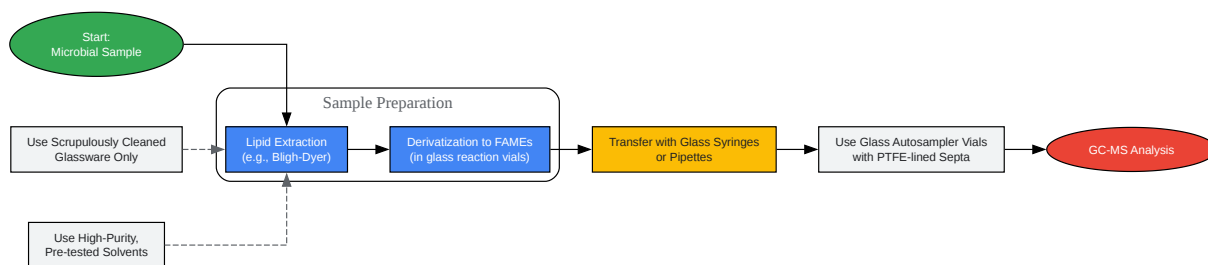 Start:
Microbial Sample
Sample Preparation
Use Scrupulously Cleaned
Glassware Only
Lipid Extraction
(e.g., Bligh-Dyer)
Derivatization to FAMEs
(in glass reaction vials)
Transfer with Glass Syringes
or Pipettes
Use Glass Autosampler Vials
with PTFE-lined Septa
GC-MS Analysis
Use High-Purity,
Pre-tested Solvents